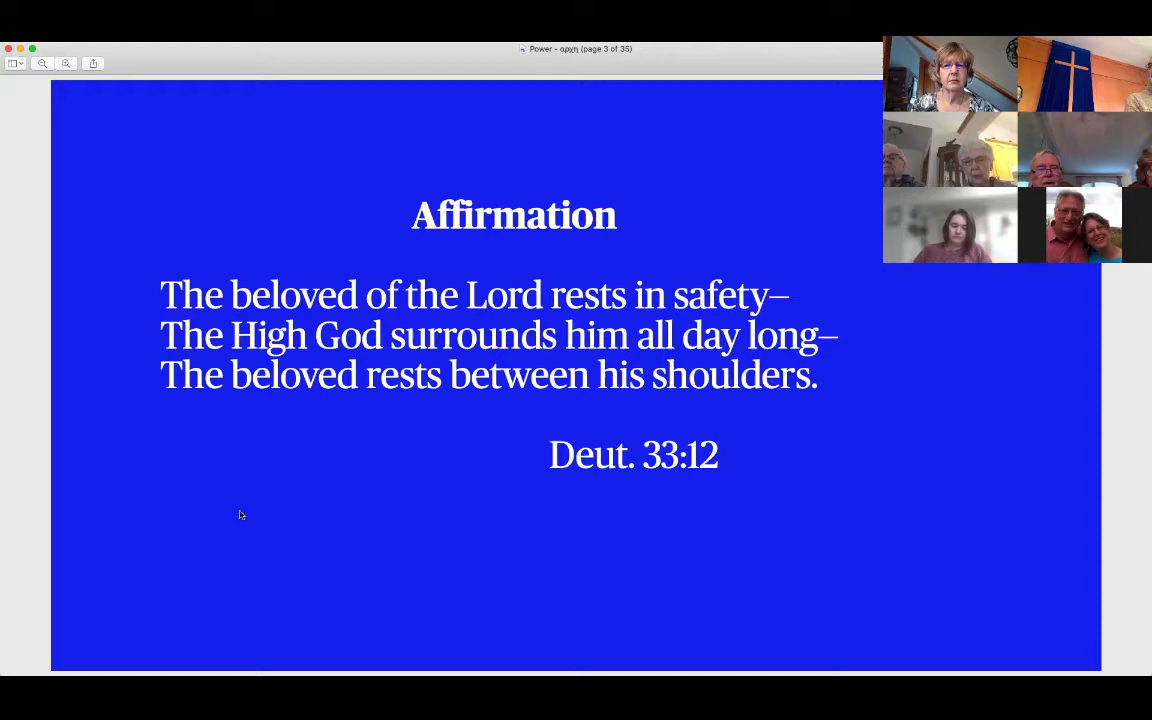 Power - αρχη (page 3 of 35)
Affirmation
The beloved of the Lord rests in safety–
The High God surrounds him all day long–
The beloved rests between his shoulders.
Deut. 33:12